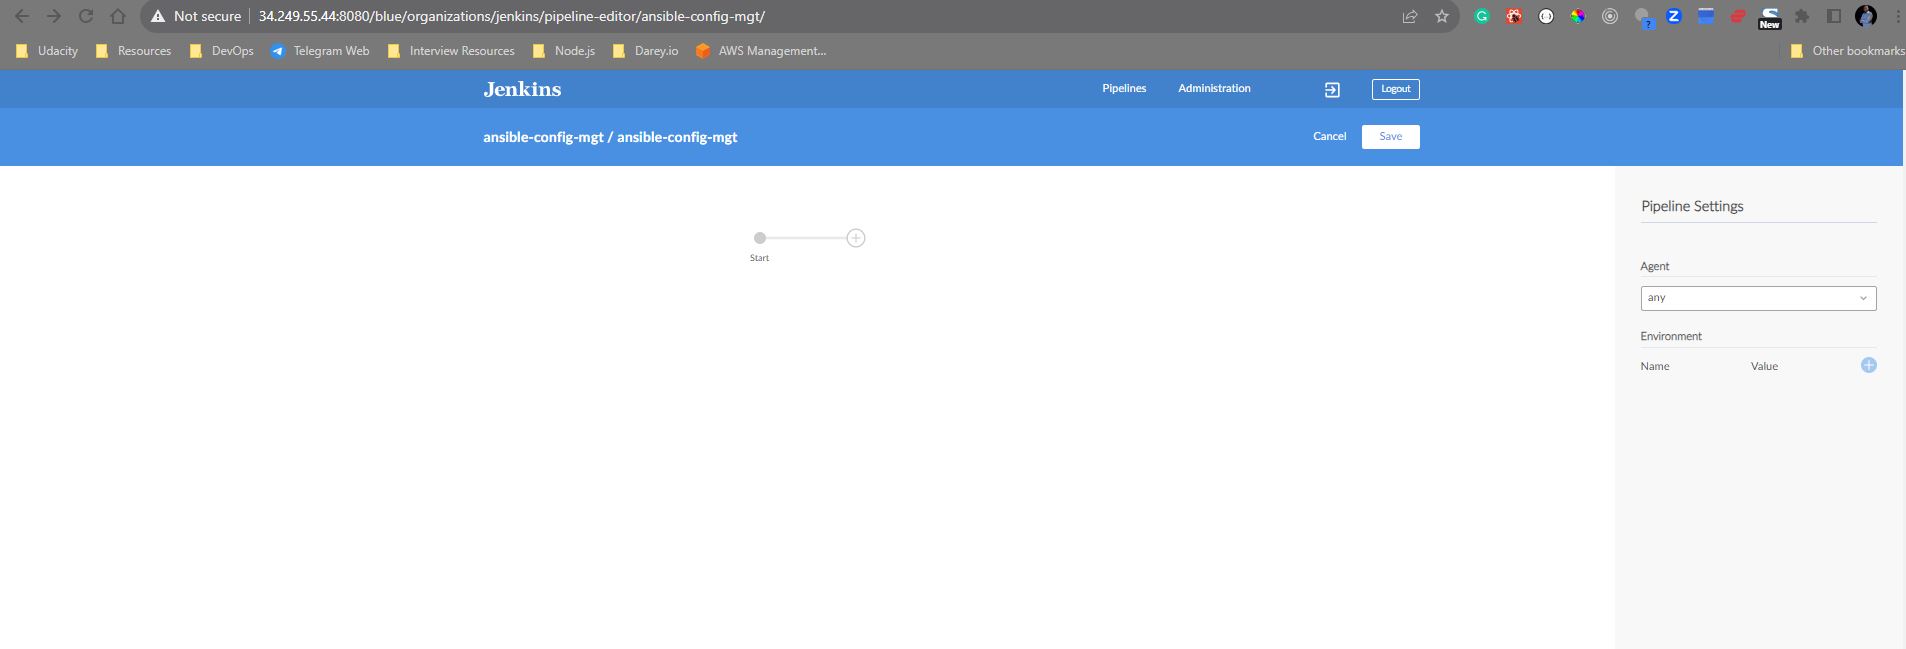 Not secure 34.249.55.44:8080/blue/organizations/jenkins/pipeline-editor/ansible-config-mgt/
New
Udacity Resources DevOps Telegram Web Interview Resources Node.js Darey.io AWS Management... Other bookmarks
Jenkins Pipelines Administration Logout
ansible-config-mgt / ansible-config-mgt Cancel Save
Pipeline Settings
Start
Agent
any
Environment
Name Value